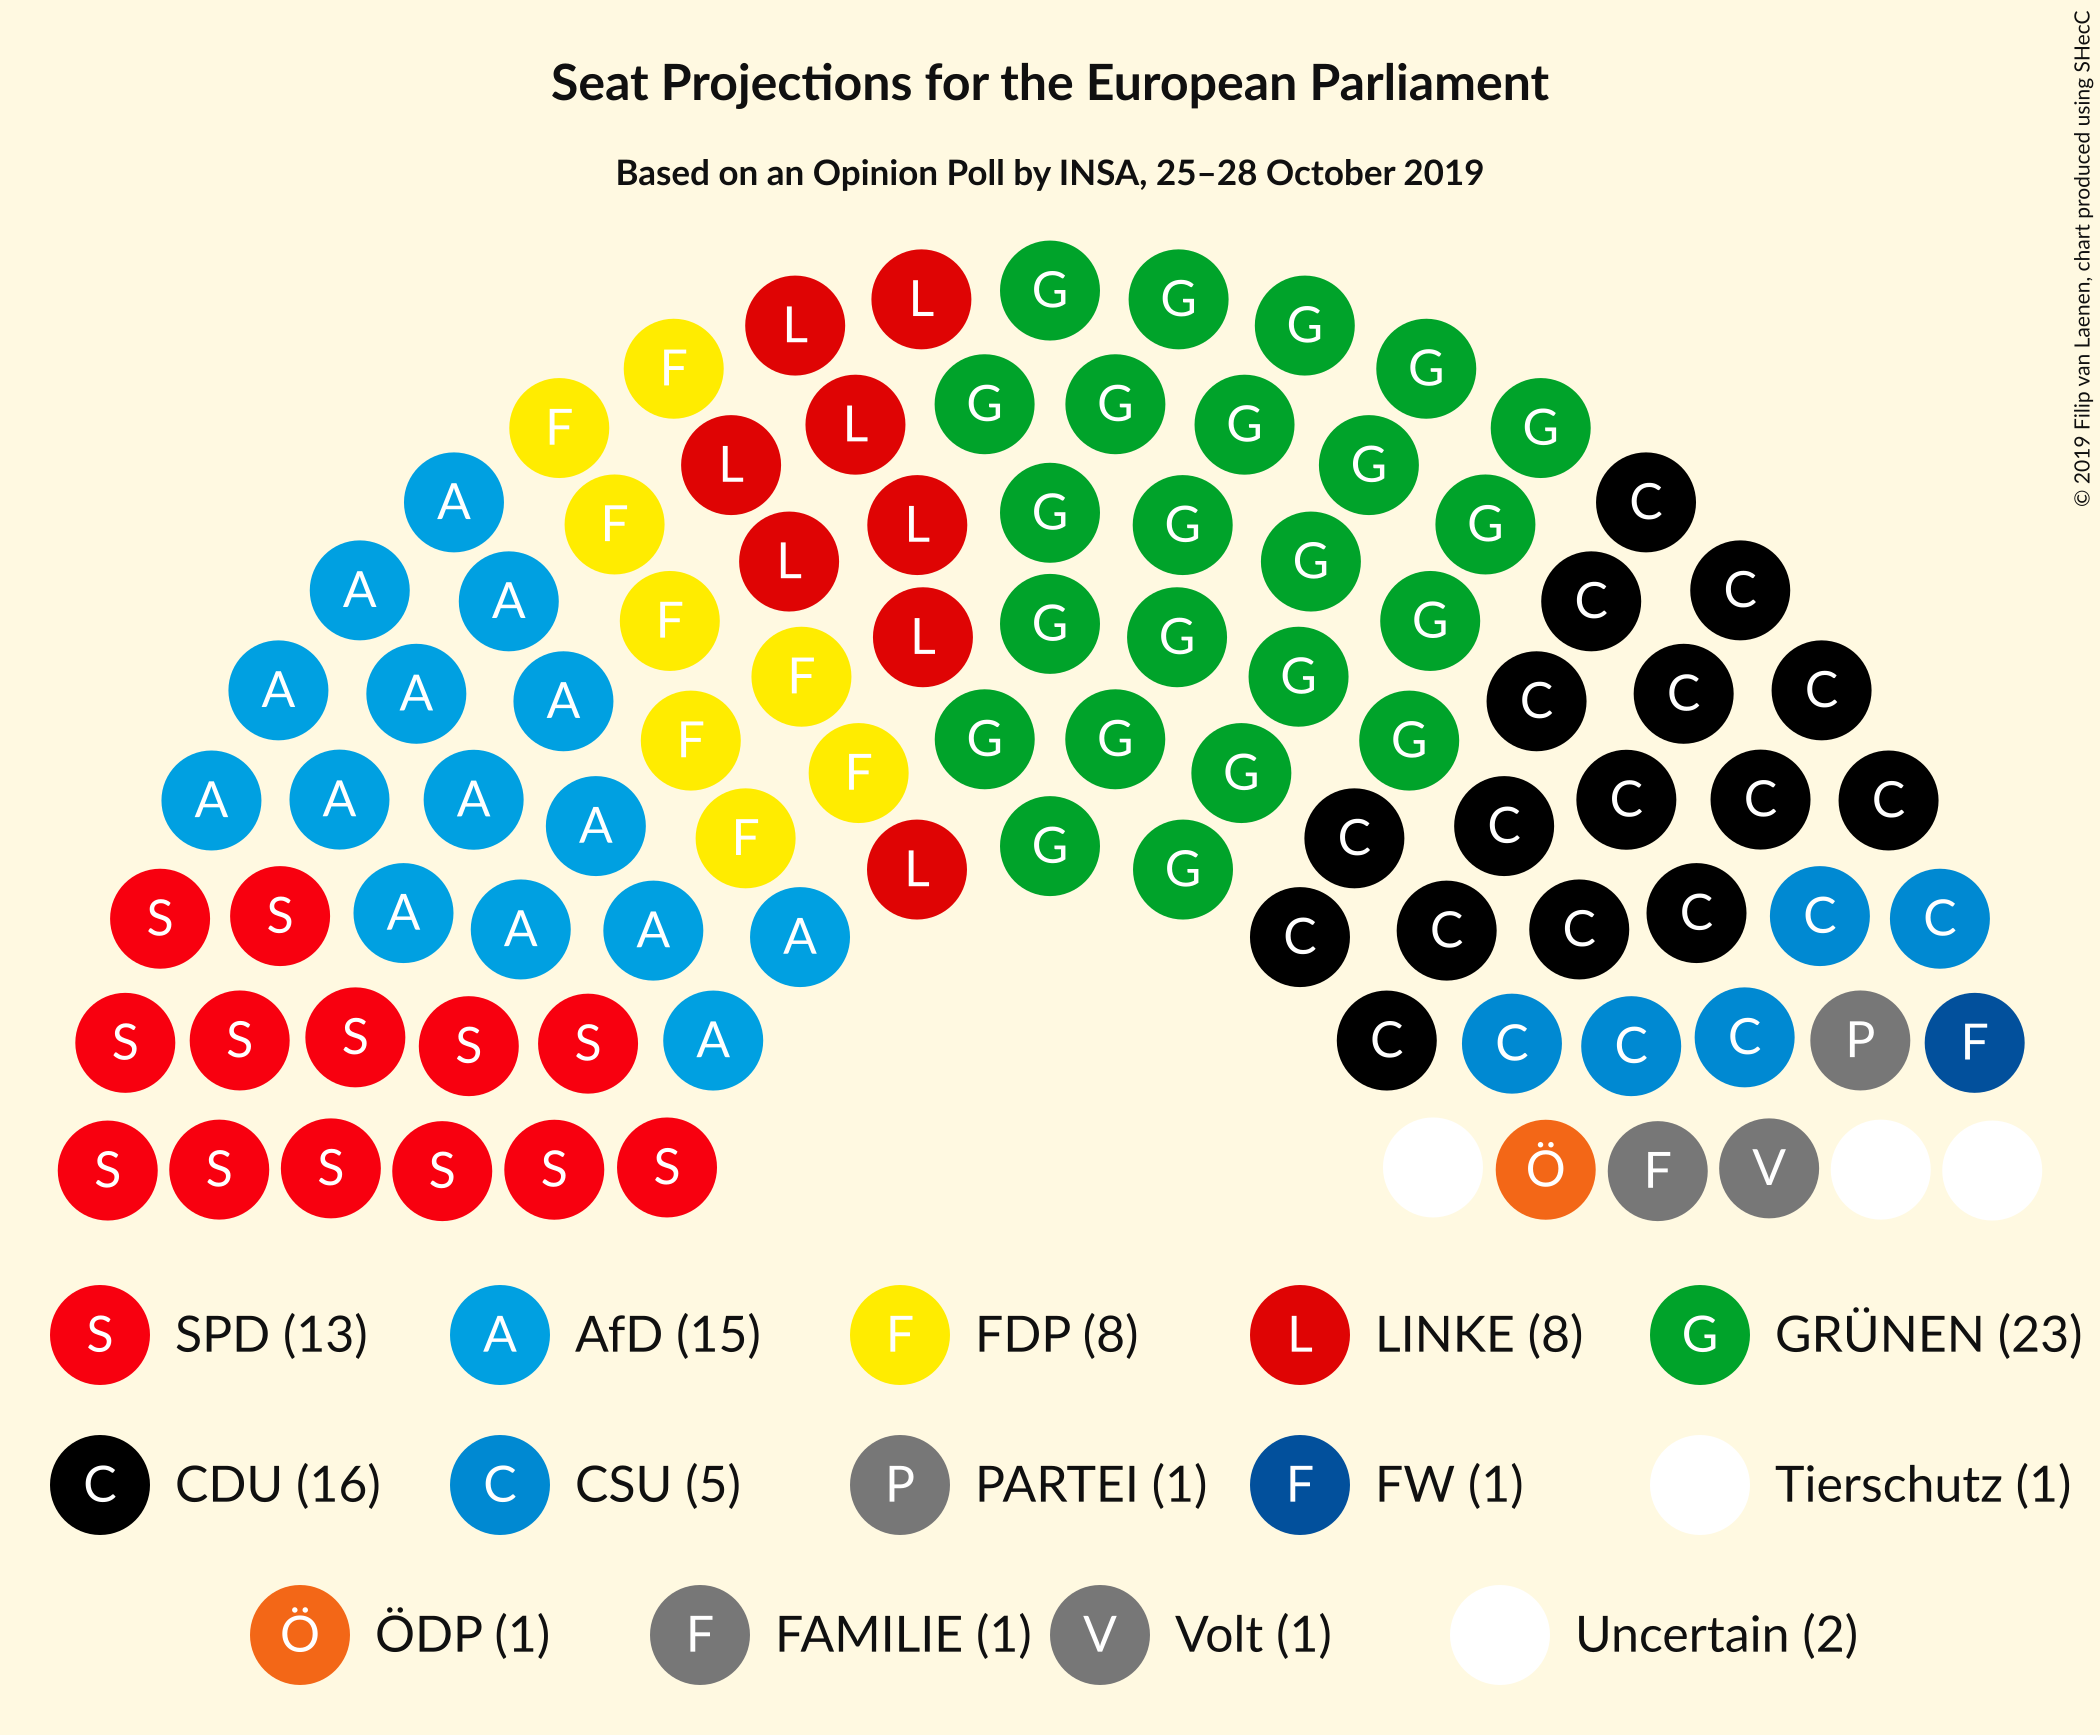 Seat Projections for the European Parliament
Based on an Opinion Poll by INSA, 25–28 October 2019
© 2019 Filip van Laenen, chart produced using SHecC
L L G G G
F G
F L G G G G
L G
A F L G G G C
A A L G C C
F L G G G
A A A F G C C C
F F G G G G
A A A A F L G G C C C C C
S S A A A A C C C C C C
S S S S S A C C C C P F
S S S S S S Ö F V
S SPD (13) A AfD (15) F FDP (8) L LINKE (8) G GRÜNEN (23)
C CDU (16) C CSU (5) P PARTEI (1) F FW (1) Tierschutz (1)
Ö ÖDP (1) F FAMILIE (1) V Volt (1) Uncertain (2)